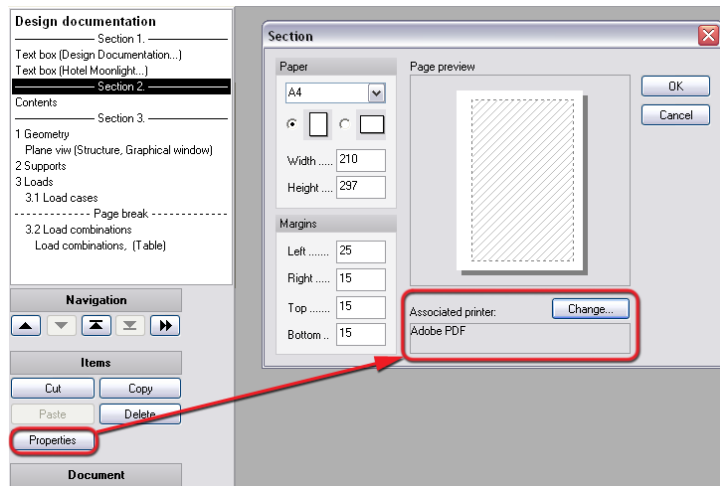 Design documentation
Section 1.
Text box (Design Documentation...)
Text box (Hotel Moonlight...)
Section 2.
Contents
Section 3.
1 Geometry
Plane viw (Structure, Graphical window)
2 Supports
3 Loads
3.1 Load cases
Page break
3.2 Load combinations
Load combinations, (Table)
Navigation
Items
Cut Copy
Paste Delete
Properties
Document
Section
Paper
A4
Width ..... 210
Height .... 297
Margins
Left ....... 25
Right ..... 15
Top ....... 15
Bottom .. 15
Page preview
Associated printer: Change...
Adobe PDF
OK
Cancel